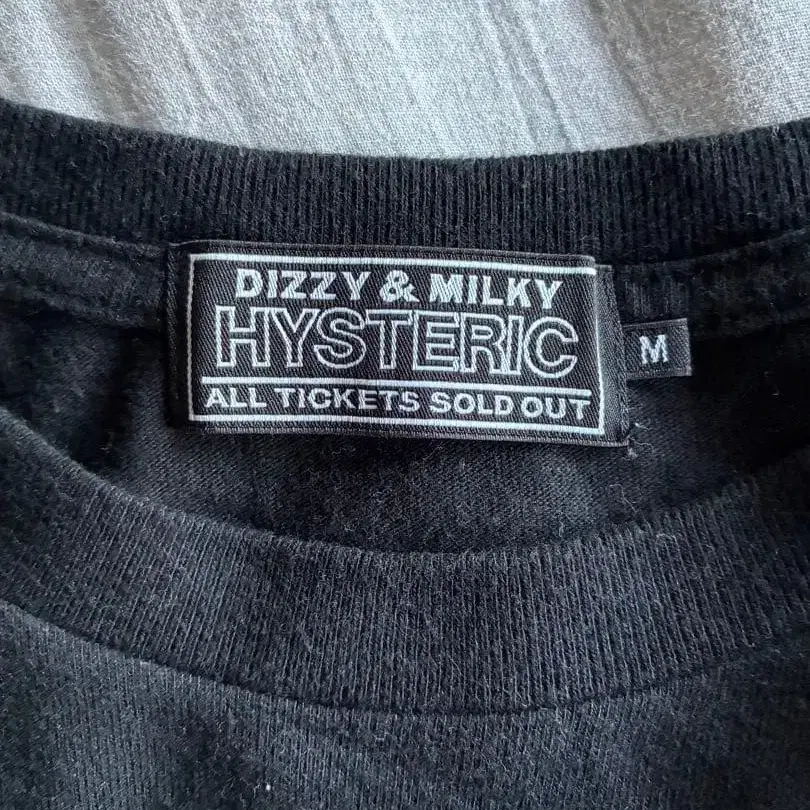 DIZZY & MILKY
HYSTERIC
ALL TICKETS SOLD OUT
M